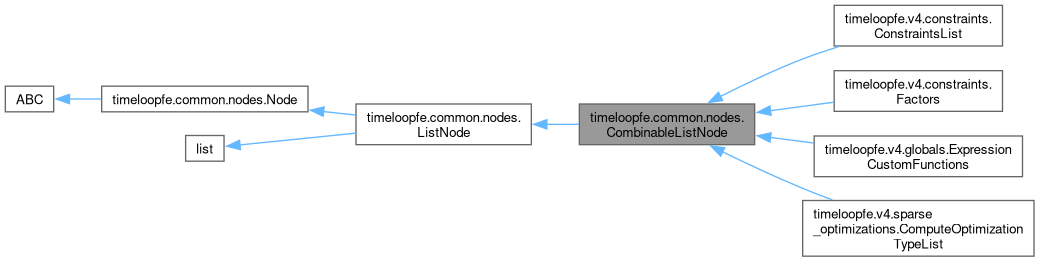 ABC
timeloopfe.common.nodes.Node
list
timeloopfe.common.nodes.
ListNode
timeloopfe.common.nodes.
CombinableListNode
timeloopfe.v4.constraints.
ConstraintsList
timeloopfe.v4.constraints.
Factors
timeloopfe.v4.globals.Expression
CustomFunctions
timeloopfe.v4.sparse
_optimizations.ComputeOptimization
TypeList